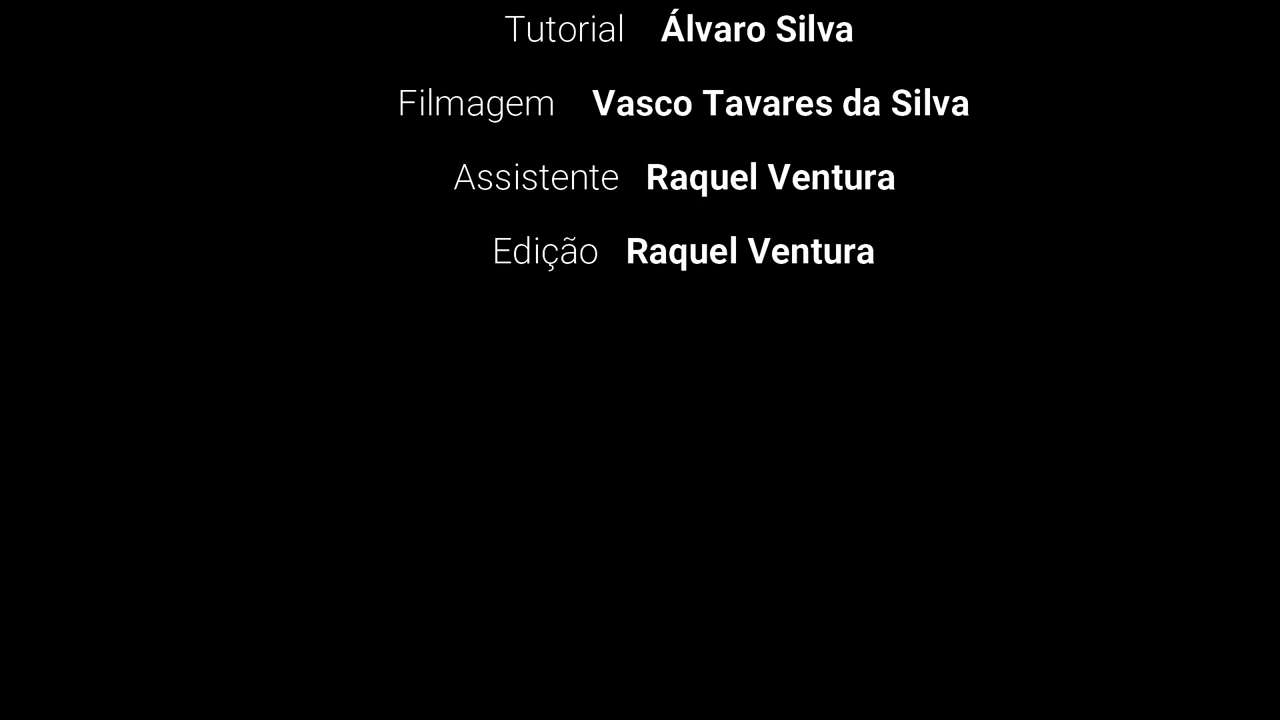 Tutorial Álvaro Silva
Filmagem Vasco Tavares da Silva
Assistente Raquel Ventura
Edição Raquel Ventura